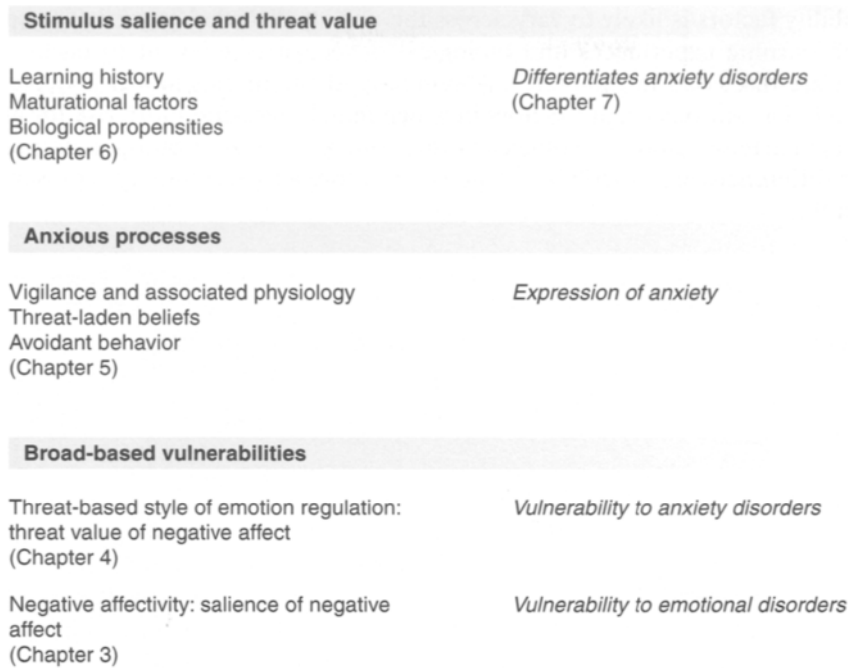 Stimulus salience and threat value
Learning history
Maturational factors
Biological propensities
(Chapter 6)
Differentiates anxiety disorders
(Chapter 7)
Anxious processes
Vigilance and associated physiology
Threat-laden beliefs
Avoidant behavior
(Chapter 5)
Expression of anxiety
Broad-based vulnerabilities
Threat-based style of emotion regulation:
threat value of negative affect
(Chapter 4)
Vulnerability to anxiety disorders
Negative affectivity: salience of negative
affect
(Chapter 3)
Vulnerability to emotional disorders